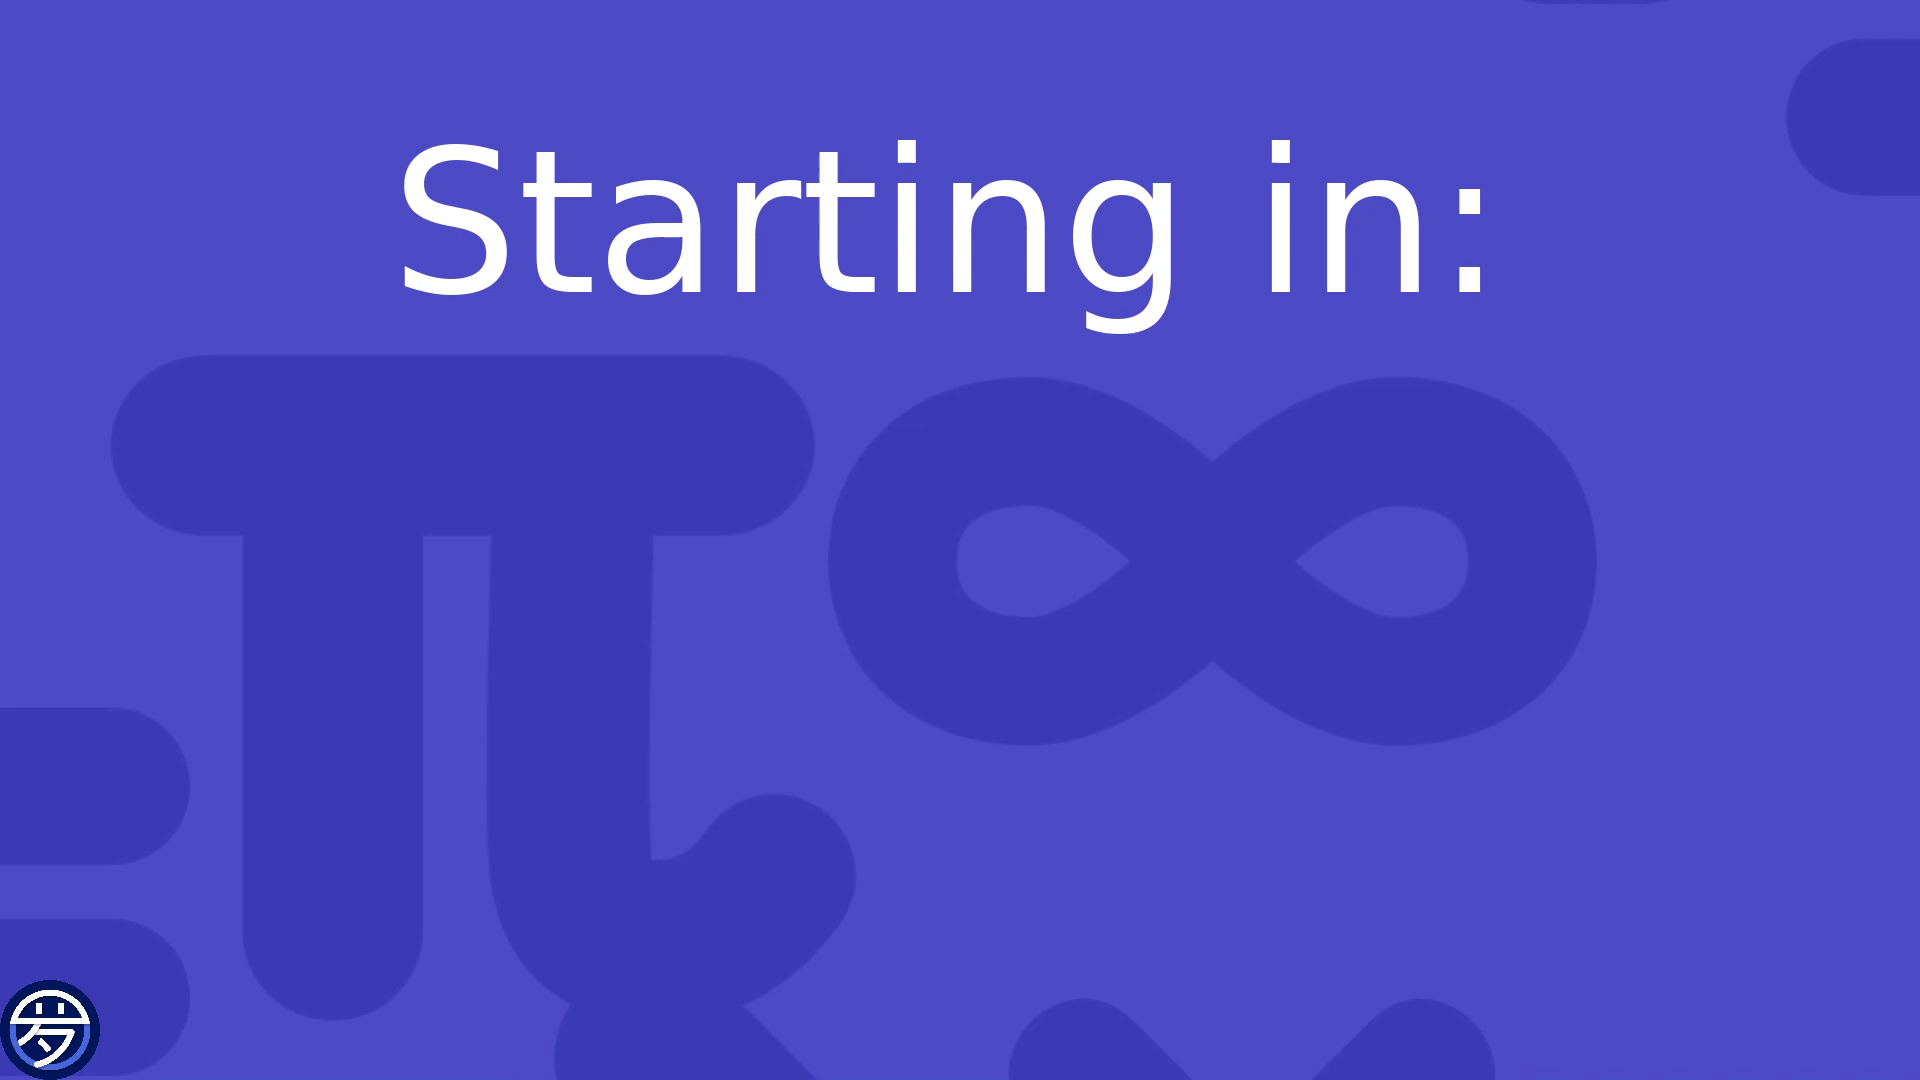 Starting in:
π∞